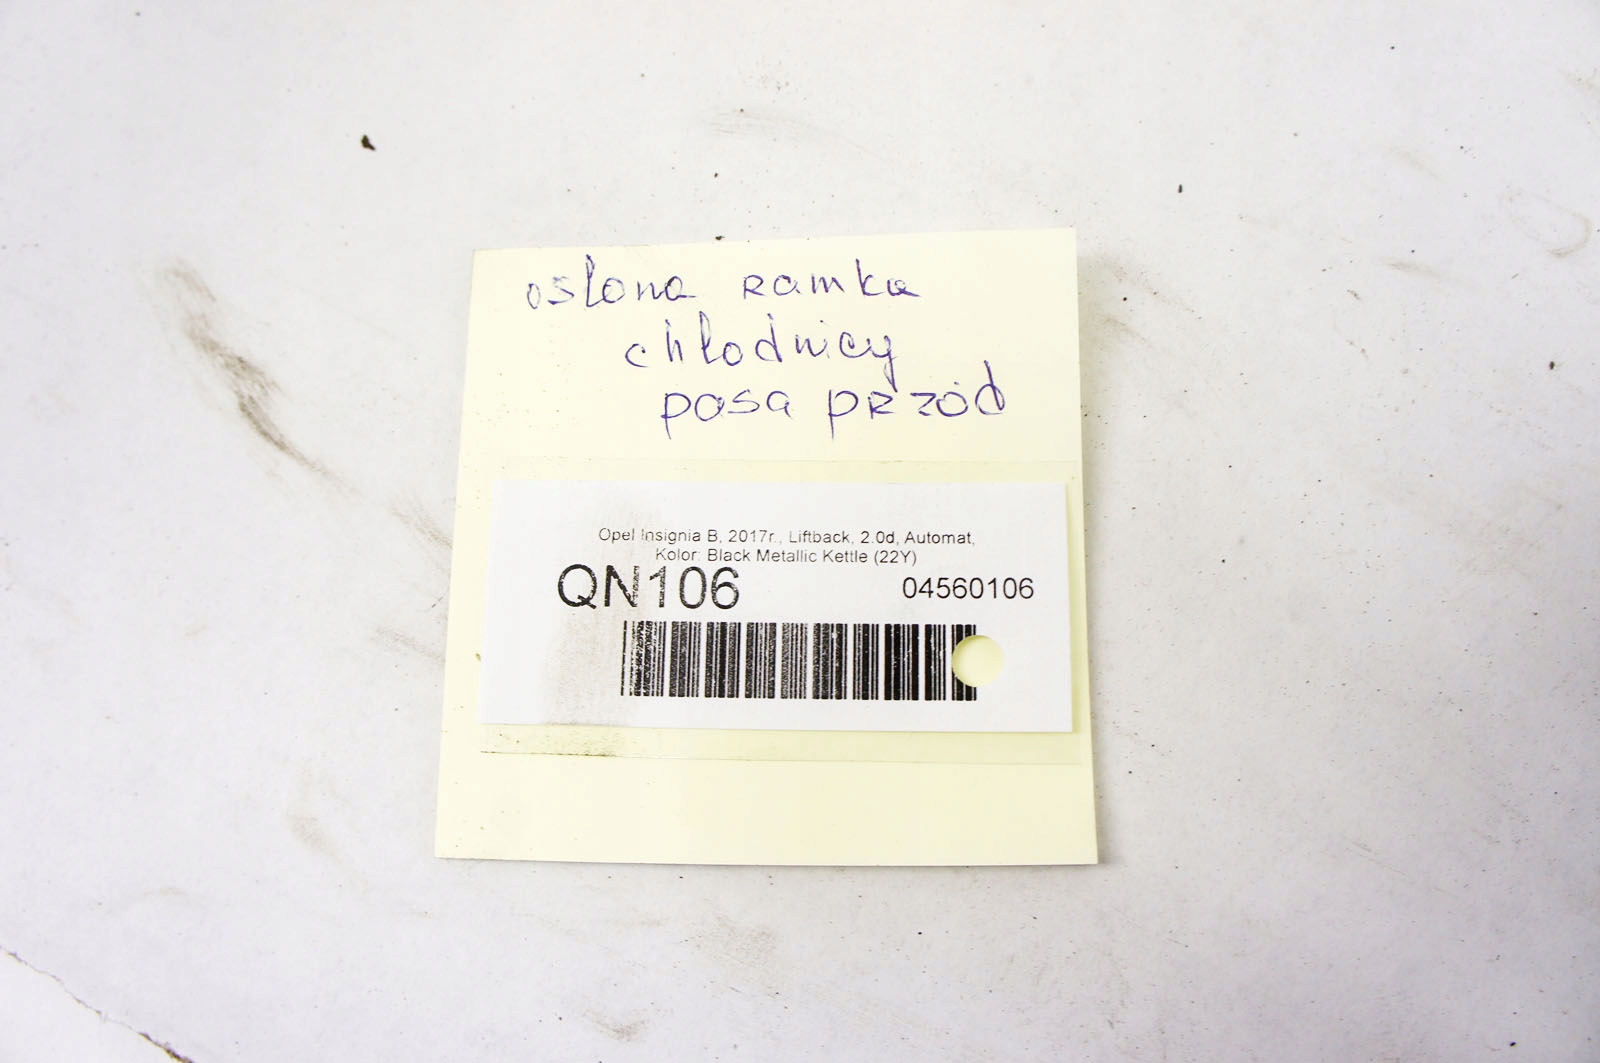 osłona ramka
chłodnicy
pasa przód
Opel Insignia B, 2017r., Liftback, 2.0d, Automat,
Kolor: Black Metallic Kettle (22Y)
QN106
04560106